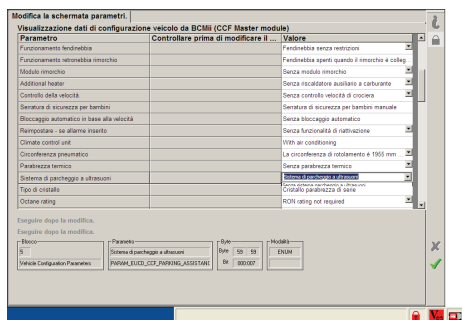 Modifica la schermata parametri.
Visualizzazione dati di configurazione veicolo da BCMii (CCF Master module)
Parametro Controllare prima di modificare il ... Valore
Funzionamento fendinebbia Fendinebbia senza restrizioni
Funzionamento retronebbia rimorchio Fendinebbia spenti quando il rimorchio è colleg
Modulo rimorchio Senza modulo rimorchio
Additional heater Senza riscaldatore ausiliario a carburante
Controllo della velocità Senza controllo velocità di crociera
Serratura di sicurezza per bambini Serratura di sicurezza per bambini manuale
Bloccaggio automatico in base alla velocità Senza bloccaggio automatico
Reimpostare - se allarme inserito Senza funzionalità di riattivazione
Climate control unit With air conditioning
Circonferenza pneumatico La circonferenza di rotolamento é 1955 mm ...
Parabrezza termico Senza parabrezza termico
Sistema di parcheggio a ultrasuoni Sistema di parcheggio a ultrasuoni
Senza sistema parcheggio a ultrasuoni
Tipo di cristallo Cristallo parabrezza di serie
Octane rating RON rating not required
Eseguire dopo la modifica.
Eseguire dopo la modifica.
Blocco Parametro Byte Modalità
5 Sistema di parcheggio a ultrasuoni Byte 59 59 ENUM
Vehicle Configuration Parameters PARAM_EUCD_CCF_PARKING_ASSISTANC Bit 000:007